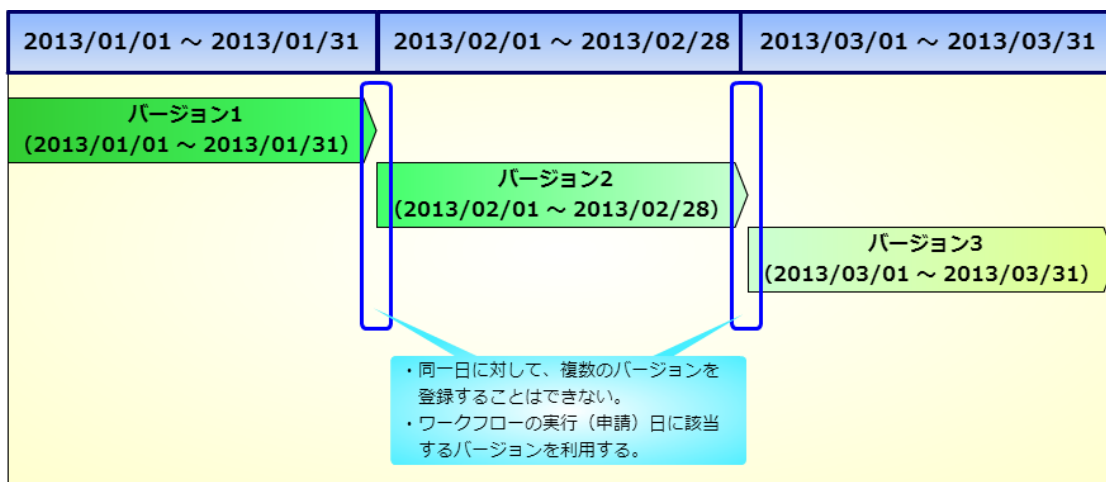 2013/01/01 ～ 2013/01/31
2013/02/01 ～ 2013/02/28
2013/03/01 ～ 2013/03/31
バージョン1
（2013/01/01 ～ 2013/01/31）
バージョン2
（2013/02/01 ～ 2013/02/28）
バージョン3
（2013/03/01 ～ 2013/03/31）
・同一日に対して、複数のバージョンを
登録することはできない。
・ワークフローの実行（申請）日に該当
するバージョンを利用する。